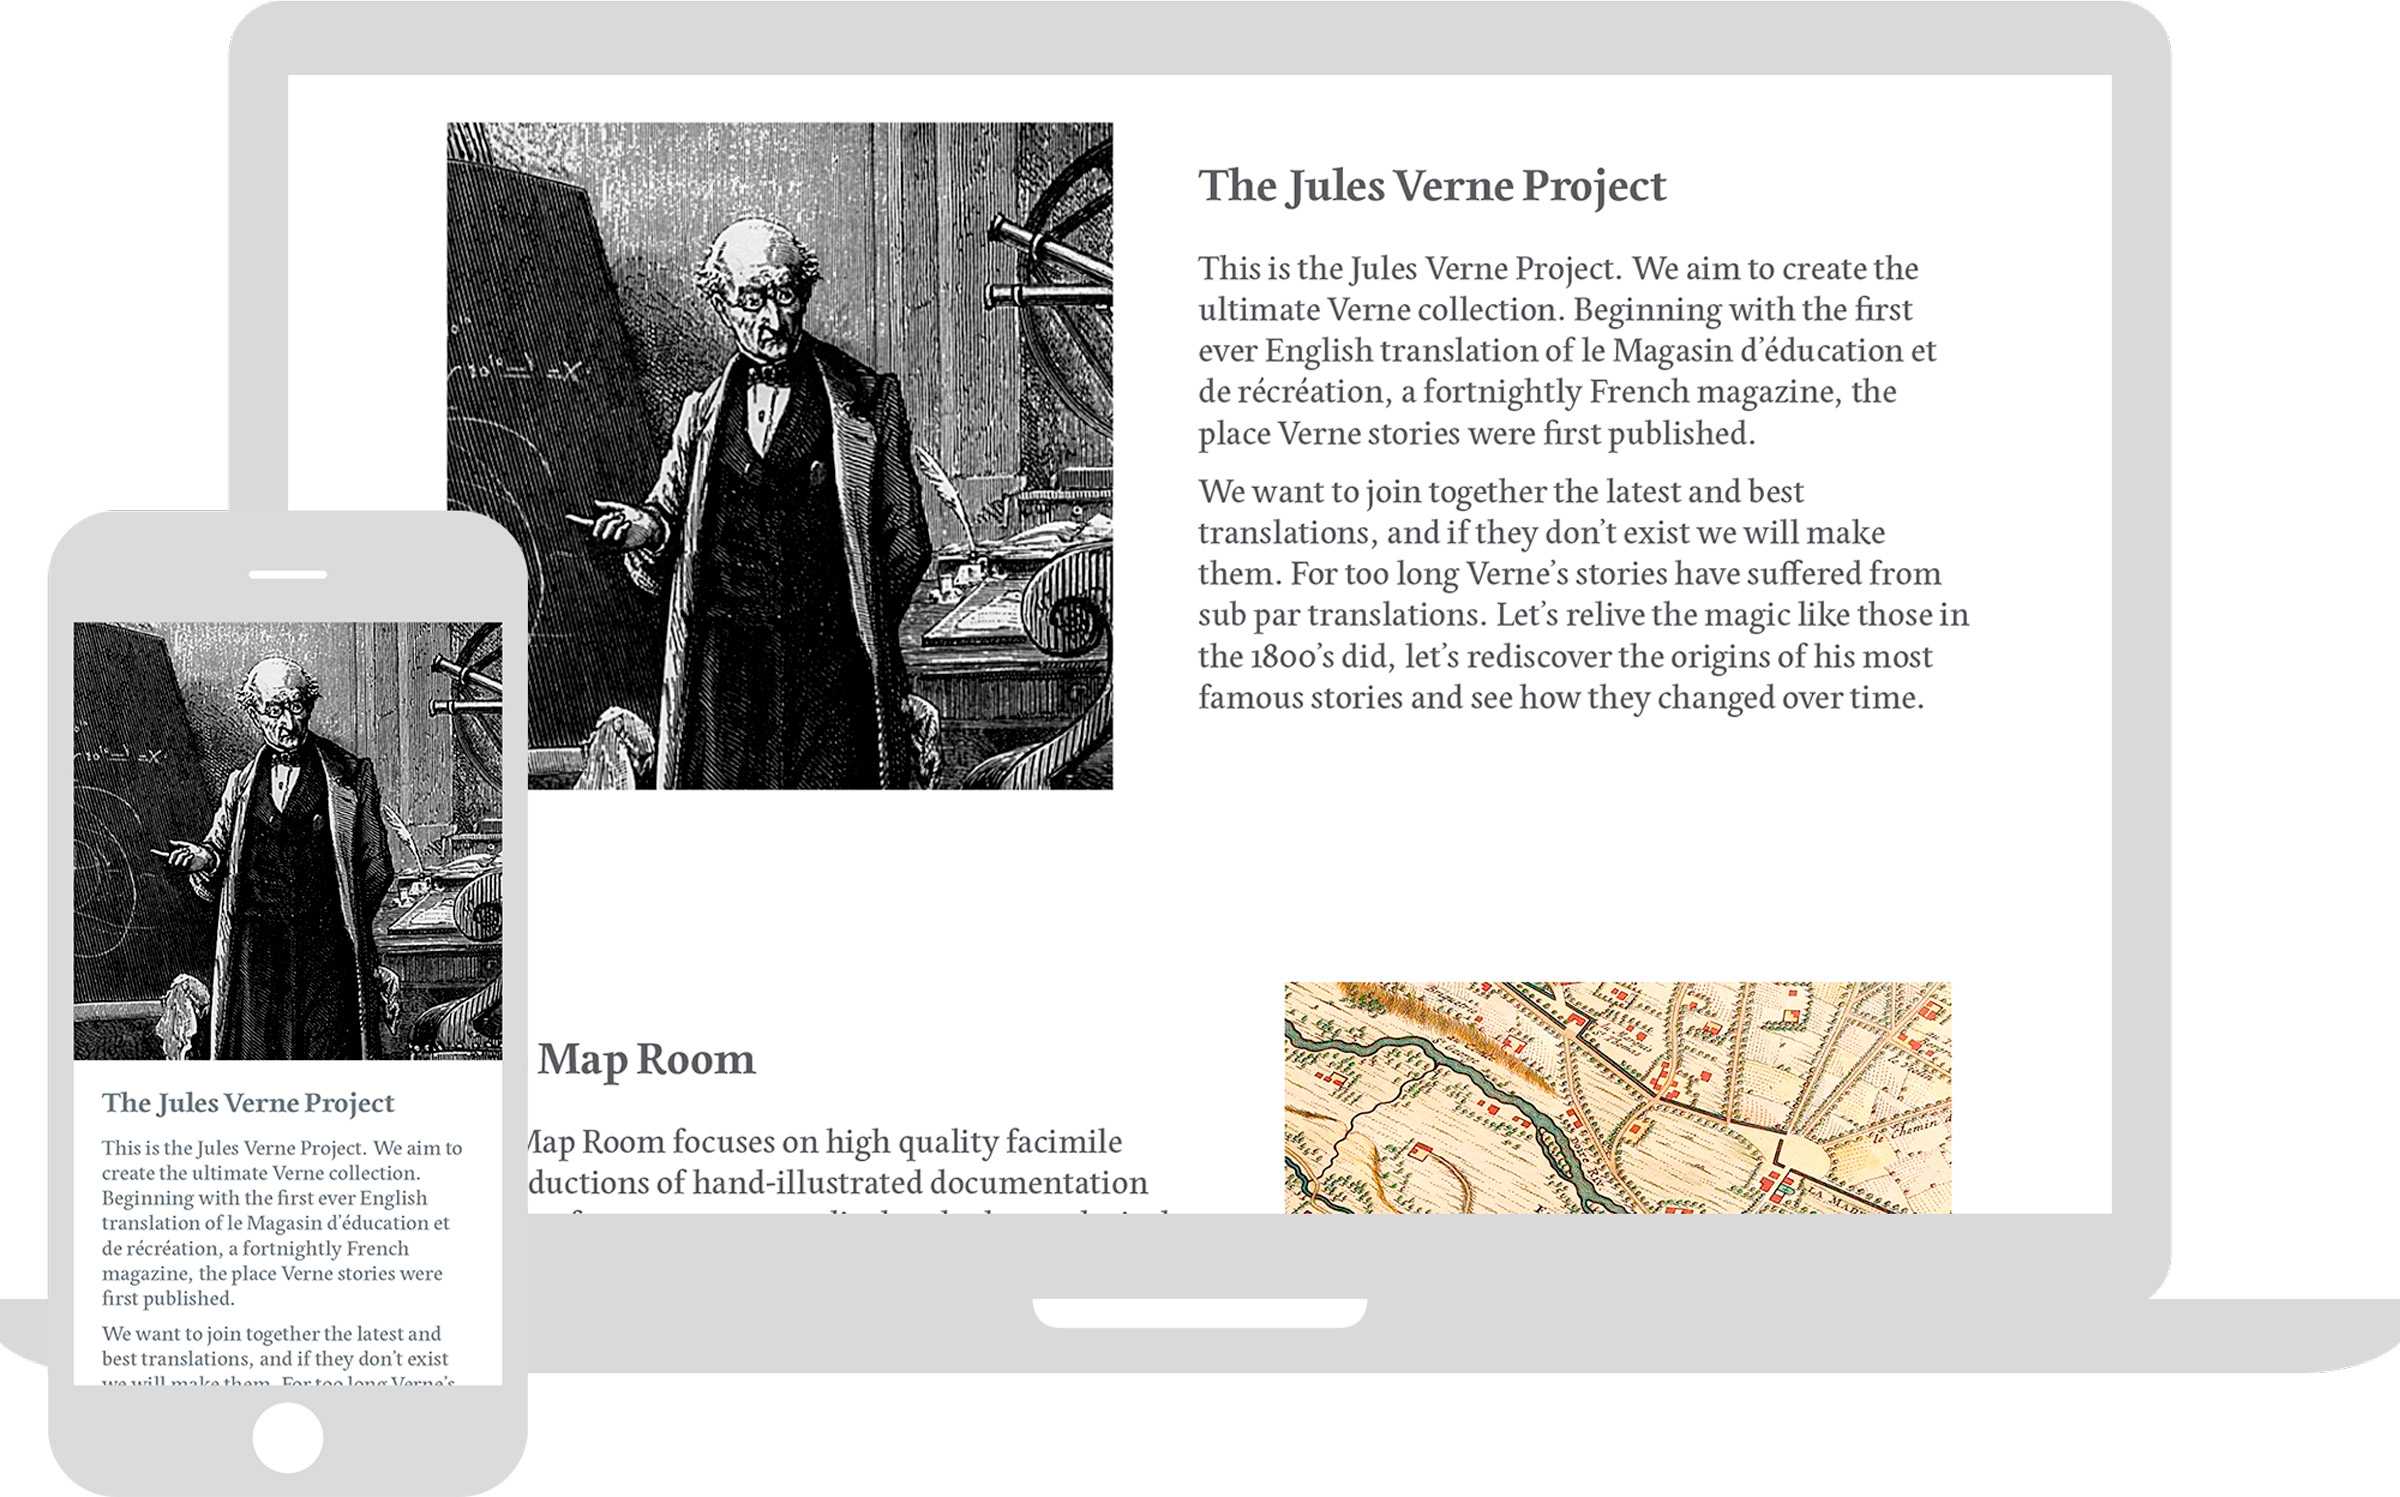 The Jules Verne Project
This is the Jules Verne Project. We aim to create the
ultimate Verne collection. Beginning with the first
ever English translation of le Magasin d’éducation et
de récréation, a fortnightly French magazine, the
place Verne stories were first published.
We want to join together the latest and best
translations, and if they don’t exist we will make
them. For too long Verne’s stories have suffered from
sub par translations. Let’s relive the magic like those in
the 1800’s did, let’s rediscover the origins of his most
famous stories and see how they changed over time.
Map Room
Map Room focuses on high quality facimile
ductions of hand-illustrated documentation
le Chemin
LA MAD
The Jules Verne Project
This is the Jules Verne Project. We aim to
create the ultimate Verne collection.
Beginning with the first ever English
translation of le Magasin d’éducation et
de récréation, a fortnightly French
magazine, the place Verne stories were
first published.
We want to join together the latest and
best translations, and if they don’t exist
we will make them. For too long Verne’s